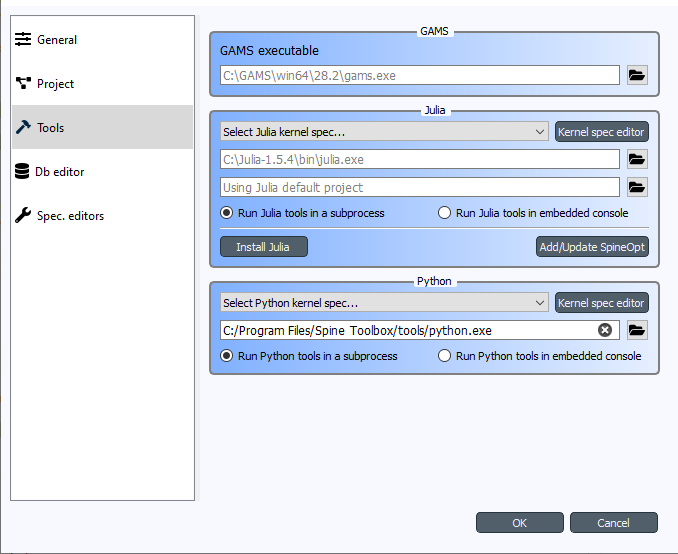 General
Project
Tools
Db editor
Spec. editors
GAMS
GAMS executable
C:\GAMS\win64\28.2\gams.exe
Julia
Select Julia kernel spec...
Kernel spec editor
C:\Julia-1.5.4\bin\julia.exe
Using Julia default project
Run Julia tools in a subprocess
Run Julia tools in embedded console
Install Julia
Add/Update SpineOpt
Python
Select Python kernel spec...
Kernel spec editor
C:/Program Files/Spine Toolbox/tools/python.exe
Run Python tools in a subprocess
Run Python tools in embedded console
OK
Cancel